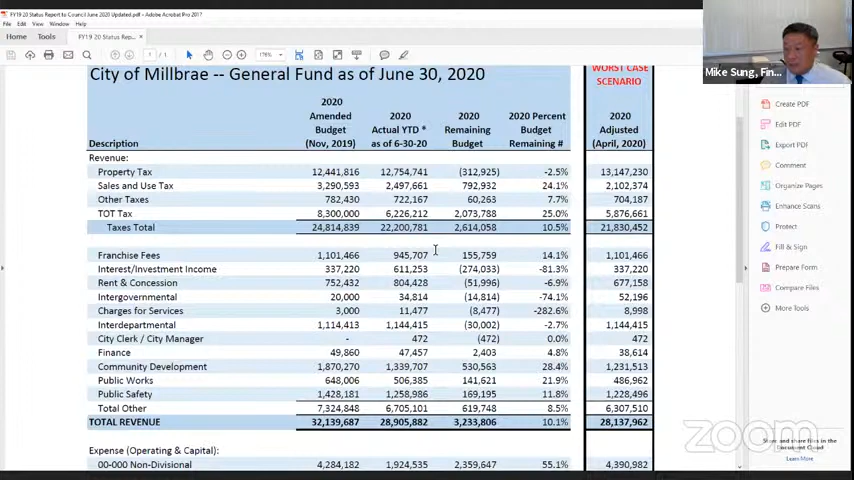 FY19 20 Status Report to Council June 2020 Updated.pdf - Adobe Acrobat Pro 2017
File Edit View Window Help
Home Tools FY19 20 Status Rep... ×
1 / 1 176%
Mike Sung, Fin...
City of Millbrae -- General Fund as of June 30, 2020
WORST CASE
SCENARIO
Description
2020 Amended Budget (Nov, 2019)
2020 Actual YTD * as of 6-30-20
2020 Remaining Budget
2020 Percent Budget Remaining #
2020 Adjusted (April, 2020)
Revenue:
Property Tax 12,441,816 12,754,741 (312,925) -2.5% 13,147,230
Sales and Use Tax 3,290,593 2,497,661 792,932 24.1% 2,102,374
Other Taxes 782,430 722,167 60,263 7.7% 704,187
TOT Tax 8,300,000 6,226,212 2,073,788 25.0% 5,876,661
Taxes Total 24,814,839 22,200,781 2,614,058 10.5% 21,830,452
Franchise Fees 1,101,466 945,707 155,759 14.1% 1,101,466
Interest/Investment Income 337,220 611,253 (274,033) -81.3% 337,220
Rent & Concession 752,432 804,428 (51,996) -6.9% 677,158
Intergovernmental 20,000 34,814 (14,814) -74.1% 52,196
Charges for Services 3,000 11,477 (8,477) -282.6% 8,998
Interdepartmental 1,114,413 1,144,415 (30,002) -2.7% 1,144,415
City Clerk / City Manager - 472 (472) 0.0% 472
Finance 49,860 47,457 2,403 4.8% 38,614
Community Development 1,870,270 1,339,707 530,563 28.4% 1,231,513
Public Works 648,006 506,385 141,621 21.9% 486,962
Public Safety 1,428,181 1,258,986 169,195 11.8% 1,228,496
Total Other 7,324,848 6,705,101 619,748 8.5% 6,307,510
TOTAL REVENUE 32,139,687 28,905,882 3,233,806 10.1% 28,137,962
Expense (Operating & Capital):
00-000 Non-Divisional 4,284,182 1,924,535 2,359,647 55.1% 4,390,982
Create PDF
Edit PDF
Export PDF
Comment
Organize Pages
Enhance Scans
Protect
Fill & Sign
Prepare Form
Compare Files
More Tools
zoom
Store and share files in the
Document Cloud
Learn More